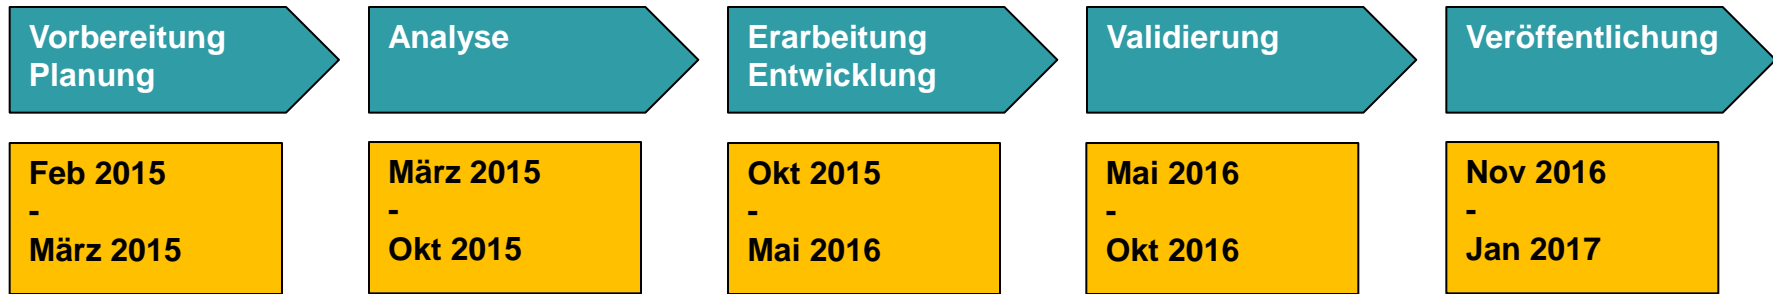 Vorbereitung
Planung
Analyse
Erarbeitung
Entwicklung
Validierung
Veröffentlichung
Feb 2015
-
März 2015
März 2015
-
Okt 2015
Okt 2015
-
Mai 2016
Mai 2016
-
Okt 2016
Nov 2016
-
Jan 2017